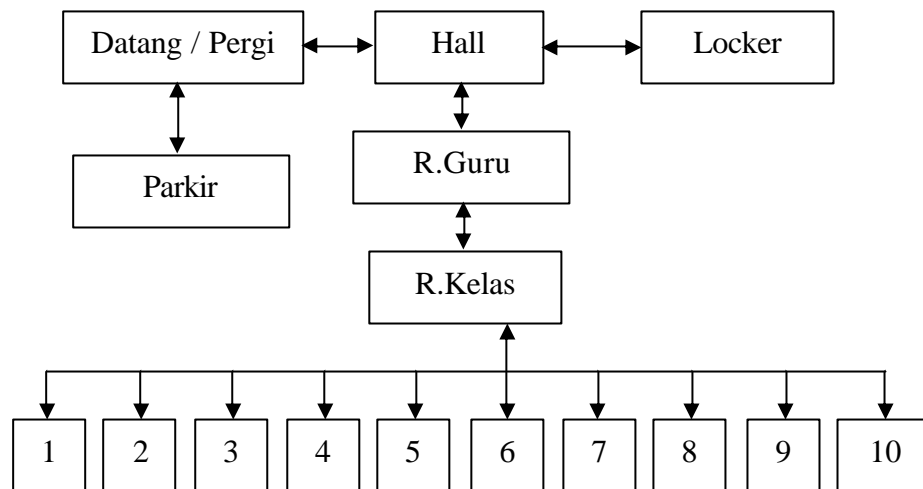 Datang / Pergi
Hall
Locker
Parkir
R.Guru
R.Kelas
1
2
3
4
5
6
7
8
9
10